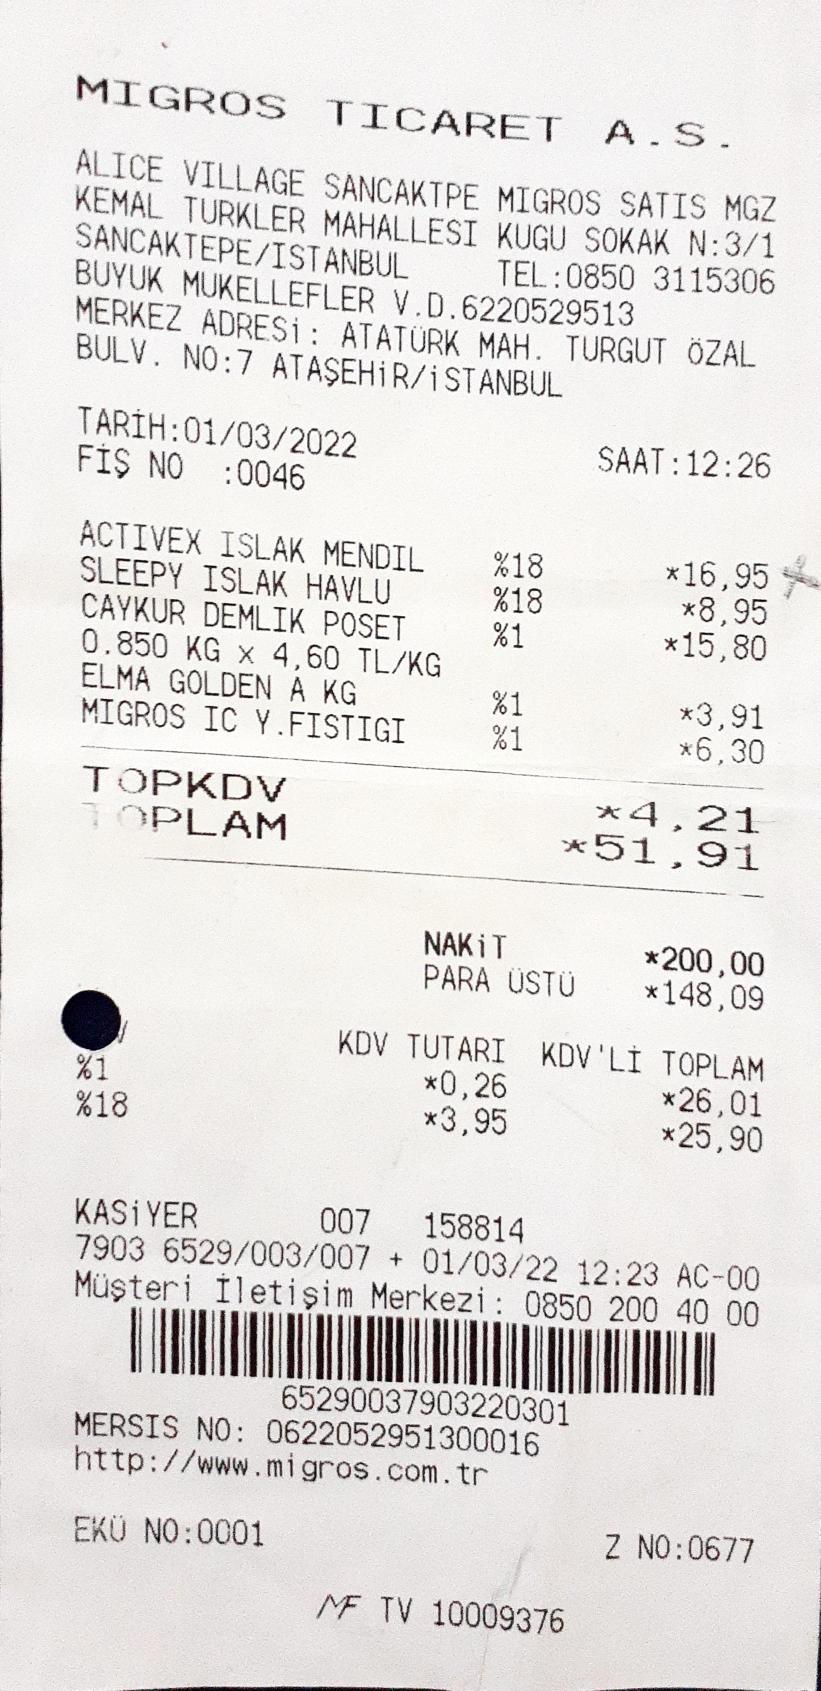 MIGROS TICARET A.S.
ALICE VILLAGE SANCAKTPE MIGROS SATIS MGZ
KEMAL TURKLER MAHALLESI KUGU SOKAK N:3/1
SANCAKTEPE/ISTANBUL TEL:0850 3115306
BUYUK MUKELLEFLER V.D.6220529513
MERKEZ ADRESİ: ATATÜRK MAH. TURGUT ÖZAL
BULV. NO:7 ATAŞEHİR/İSTANBUL
TARİH:01/03/2022 SAAT:12:26
FİŞ NO :0046
ACTIVEX ISLAK MENDIL %18 *16,95
SLEEPY ISLAK HAVLU %18 *8,95
CAYKUR DEMLIK POSET %1 *15,80
0.850 KG x 4,60 TL/KG
ELMA GOLDEN A KG %1 *3,91
MIGROS IC Y.FISTIGI %1 *6,30
TOPKDV *4,21
TOPLAM *51,91
NAKİT *200,00
PARA ÜSTÜ *148,09
KDV TUTARI KDV'Lİ TOPLAM
%1 *0,26 *26,01
%18 *3,95 *25,90
KASİYER 007 158814
7903 6529/003/007 + 01/03/22 12:23 AC-00
Müşteri İletişim Merkezi: 0850 200 40 00
65290037903220301
MERSIS NO: 0622052951300016
http://www.migros.com.tr
EKÜ NO:0001 Z NO:0677
MF TV 10009376